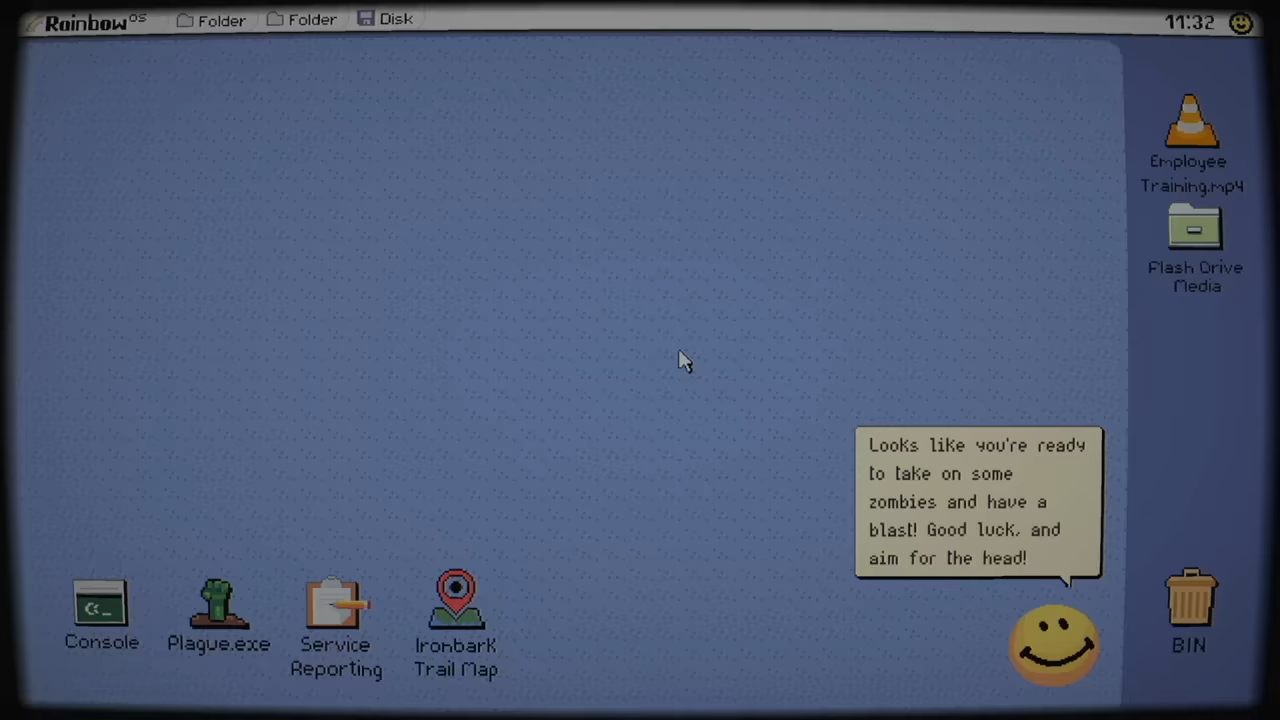 RainbowOS Folder Folder Disk 11:32
Employee
Training.mp4
Flash Drive
Media
Looks like you're ready
to take on some
zombies and have a
blast! Good luck, and
aim for the head!
C:_
Console
Plague.exe
Service
Reporting
Ironbark
Trail Map
BIN